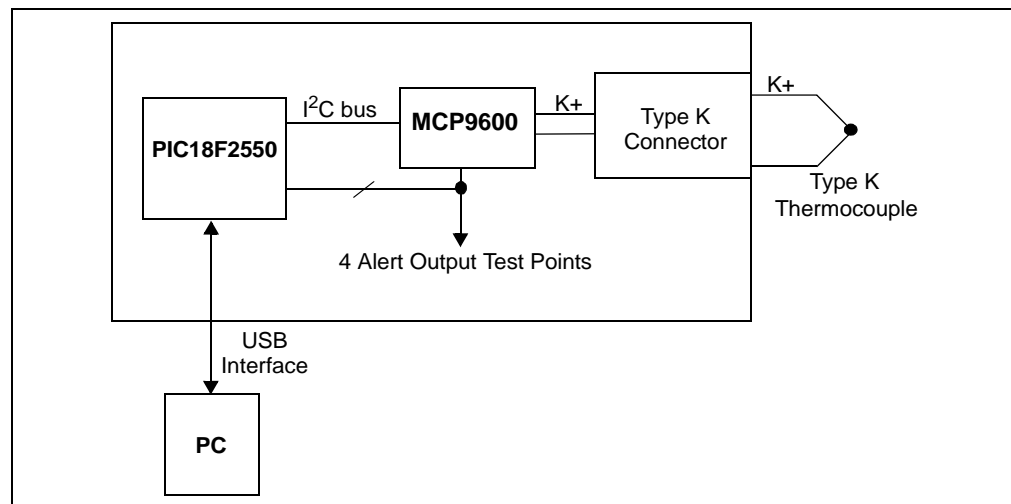 I²C bus
PIC18F2550
MCP9600
K+
Type K
Connector
K+
Type K
Thermocouple
4 Alert Output Test Points
USB
Interface
PC